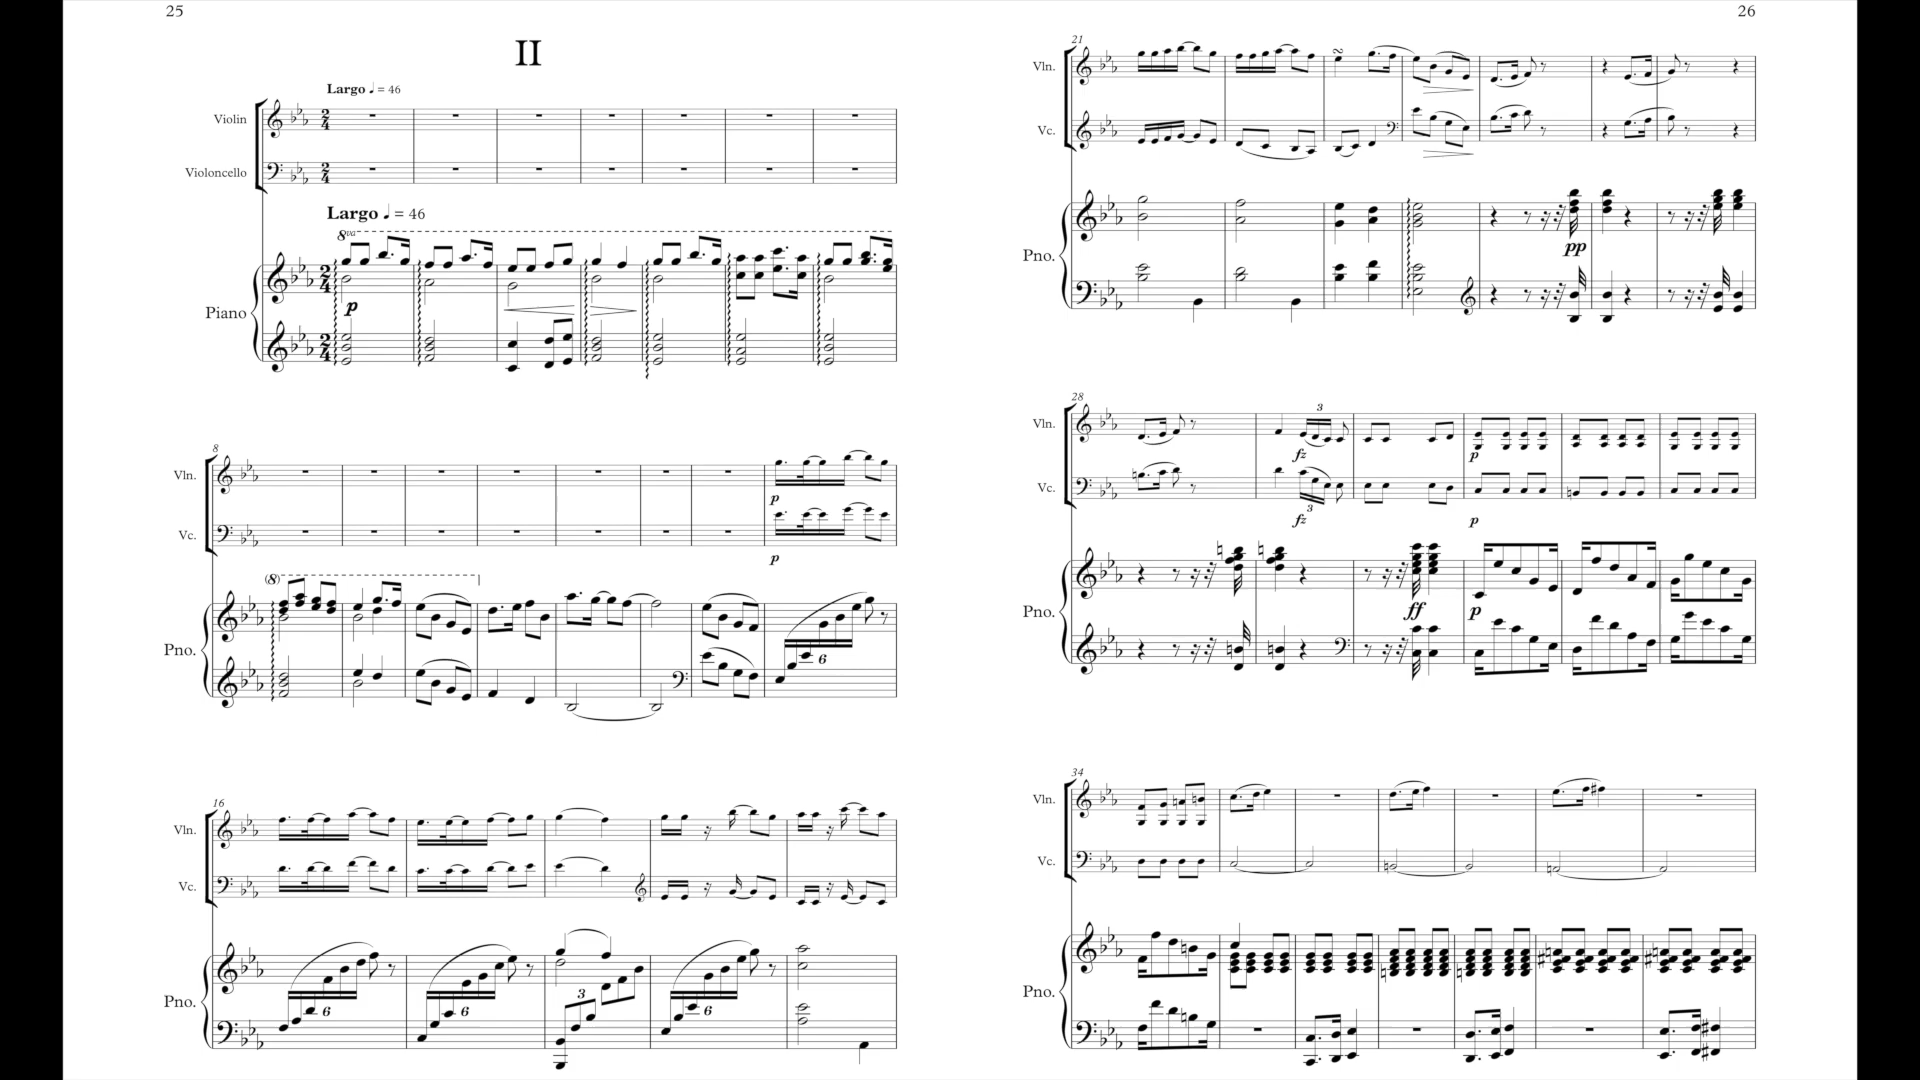 25
II
Largo ♩ = 46
Violin
Violoncello
Largo ♩ = 46
8va
Piano
p
8
Vln.
p
Vc.
p
(8)
Pno.
6
16
Vln.
Vc.
Pno.
6
6
3
6
26
21
Vln.
Vc.
Pno.
pp
28
Vln.
3
fz
p
Vc.
3
fz
p
Pno.
ff
p
34
Vln.
Vc.
Pno.